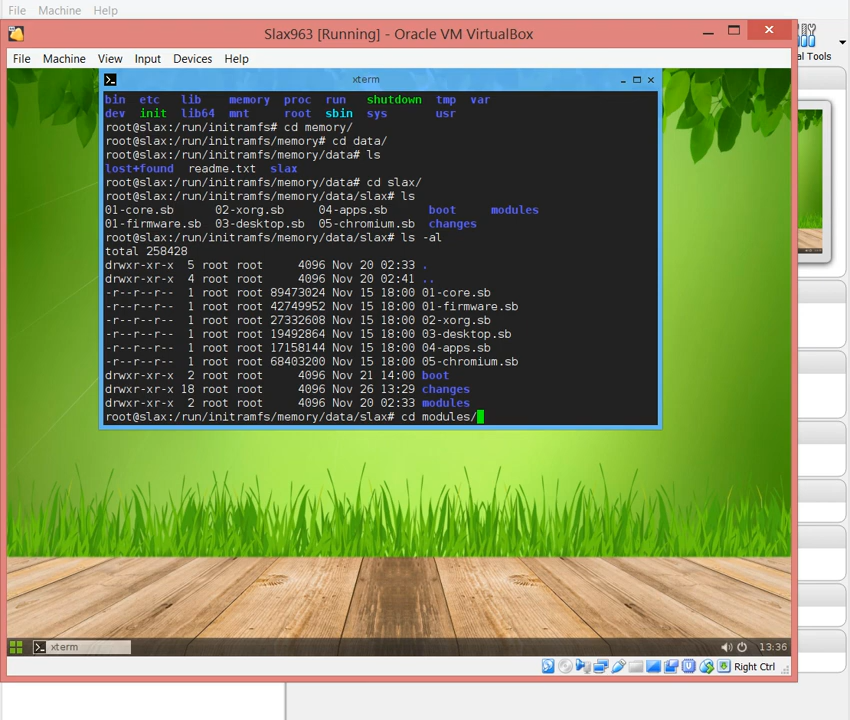 File Machine Help
Slax963 [Running] - Oracle VM VirtualBox
al Tools
File Machine View Input Devices Help
xterm
bin etc lib memory proc run shutdown tmp var
dev init lib64 mnt root sbin sys usr
root@slax:/run/initramfs# cd memory/
root@slax:/run/initramfs/memory# cd data/
root@slax:/run/initramfs/memory/data# ls
lost+found readme.txt slax
root@slax:/run/initramfs/memory/data# cd slax/
root@slax:/run/initramfs/memory/data/slax# ls
01-core.sb 02-xorg.sb 04-apps.sb boot modules
01-firmware.sb 03-desktop.sb 05-chromium.sb changes
root@slax:/run/initramfs/memory/data/slax# ls -al
total 258428
drwxr-xr-x 5 root root 4096 Nov 20 02:33 .
drwxr-xr-x 4 root root 4096 Nov 20 02:41 ..
-r--r--r-- 1 root root 89473024 Nov 15 18:00 01-core.sb
-r--r--r-- 1 root root 42749952 Nov 15 18:00 01-firmware.sb
-r--r--r-- 1 root root 27332608 Nov 15 18:00 02-xorg.sb
-r--r--r-- 1 root root 19492864 Nov 15 18:00 03-desktop.sb
-r--r--r-- 1 root root 17158144 Nov 15 18:00 04-apps.sb
-r--r--r-- 1 root root 68403200 Nov 15 18:00 05-chromium.sb
drwxr-xr-x 2 root root 4096 Nov 21 14:00 boot
drwxr-xr-x 18 root root 4096 Nov 26 13:29 changes
drwxr-xr-x 2 root root 4096 Nov 20 02:33 modules
root@slax:/run/initramfs/memory/data/slax# cd modules/
xterm
13:36
Right Ctrl